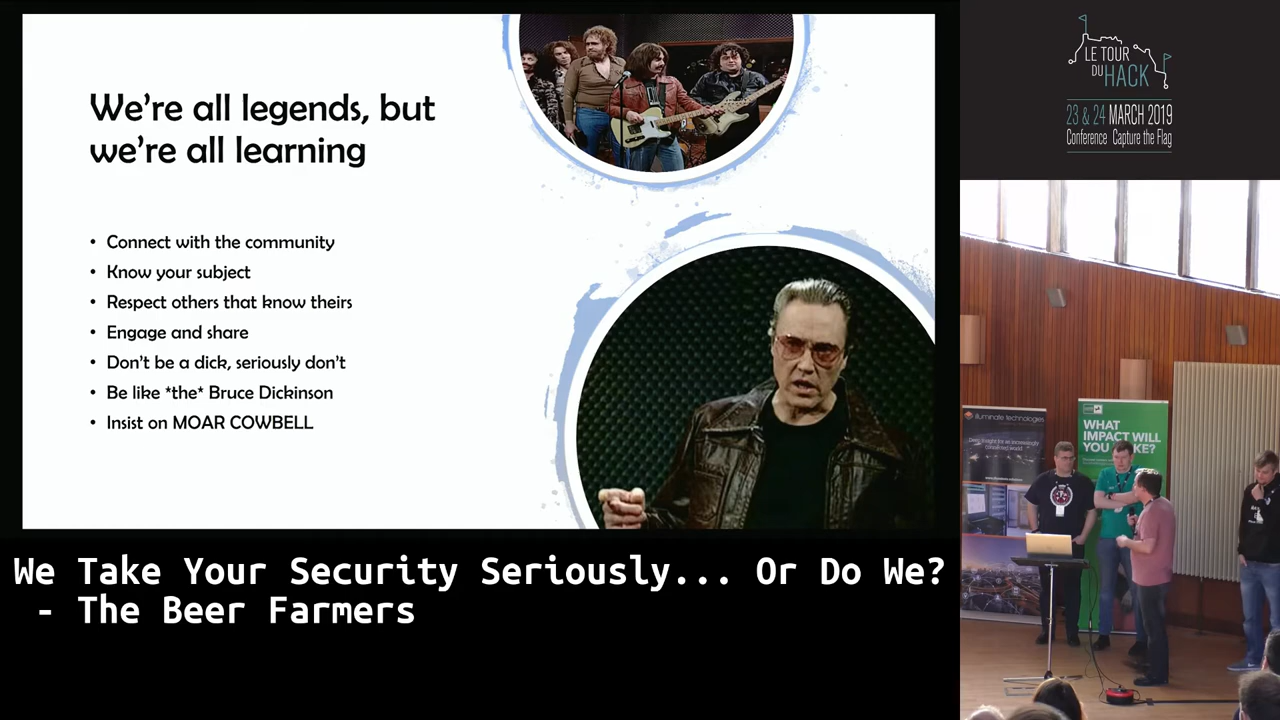 We're all legends, but
we're all learning
• Connect with the community
• Know your subject
• Respect others that know theirs
• Engage and share
• Don't be a dick, seriously don't
• Be like *the* Bruce Dickinson
• Insist on MOAR COWBELL
We Take Your Security Seriously... Or Do We?
- The Beer Farmers
LE TOUR
DU HACK
23 & 24 MARCH 2019
Conference Capture the Flag
illuminate technologies
WHAT
IMPACT WILL
YOU